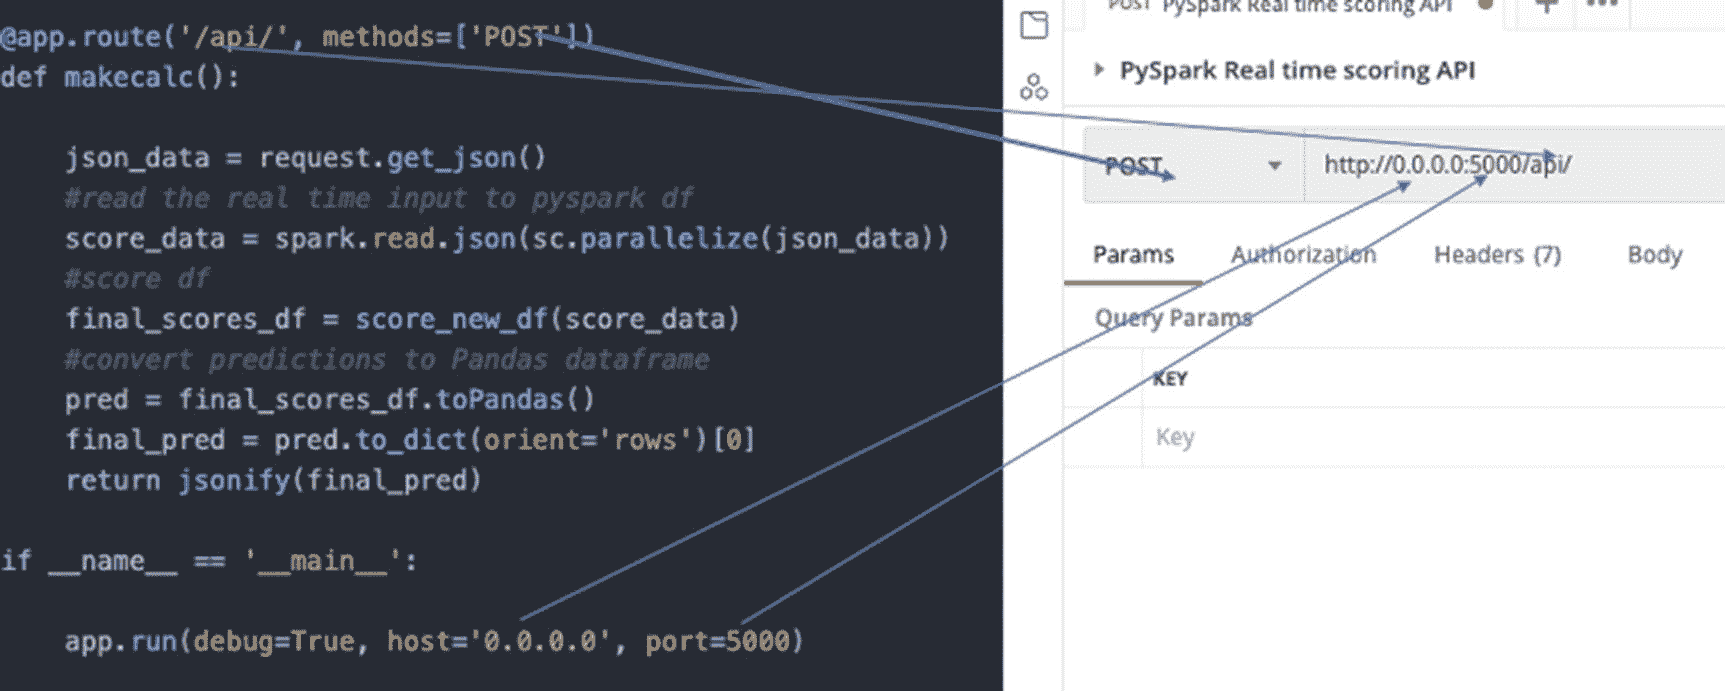 @app.route('/api/', methods=['POST'])
def makecalc():
json_data = request.get_json()
#read the real time input to pyspark df
score_data = spark.read.json(sc.parallelize(json_data))
#score df
final_scores_df = score_new_df(score_data)
#convert predictions to Pandas dataframe
pred = final_scores_df.toPandas()
final_pred = pred.to_dict(orient='rows')[0]
return jsonify(final_pred)
if __name__ == '__main__':
app.run(debug=True, host='0.0.0.0', port=5000)
POST PySpark Real time scoring API
PySpark Real time scoring API
POST http://0.0.0.0:5000/api/
Params Authorization Headers (7) Body
Query Params
KEY
Key